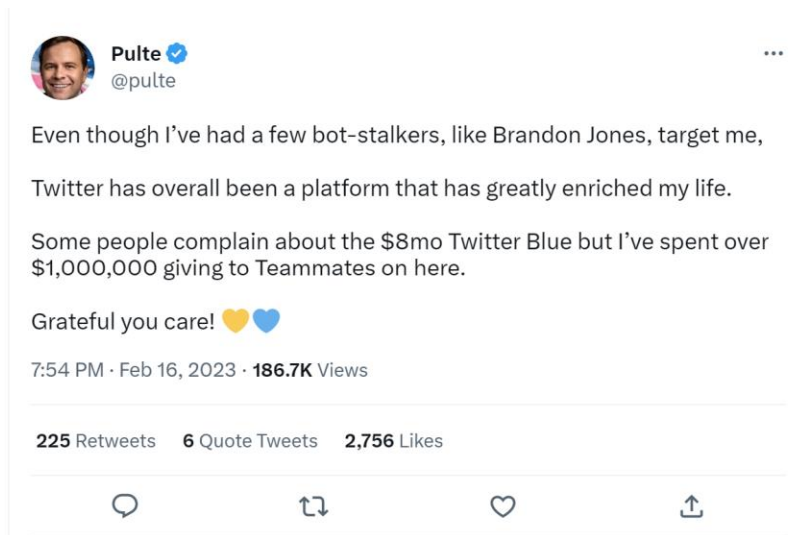 Pulte
@pulte
Even though I’ve had a few bot-stalkers, like Brandon Jones, target me,
Twitter has overall been a platform that has greatly enriched my life.
Some people complain about the $8mo Twitter Blue but I’ve spent over
$1,000,000 giving to Teammates on here.
Grateful you care! 💛💙
7:54 PM · Feb 16, 2023 · 186.7K Views
225 Retweets 6 Quote Tweets 2,756 Likes